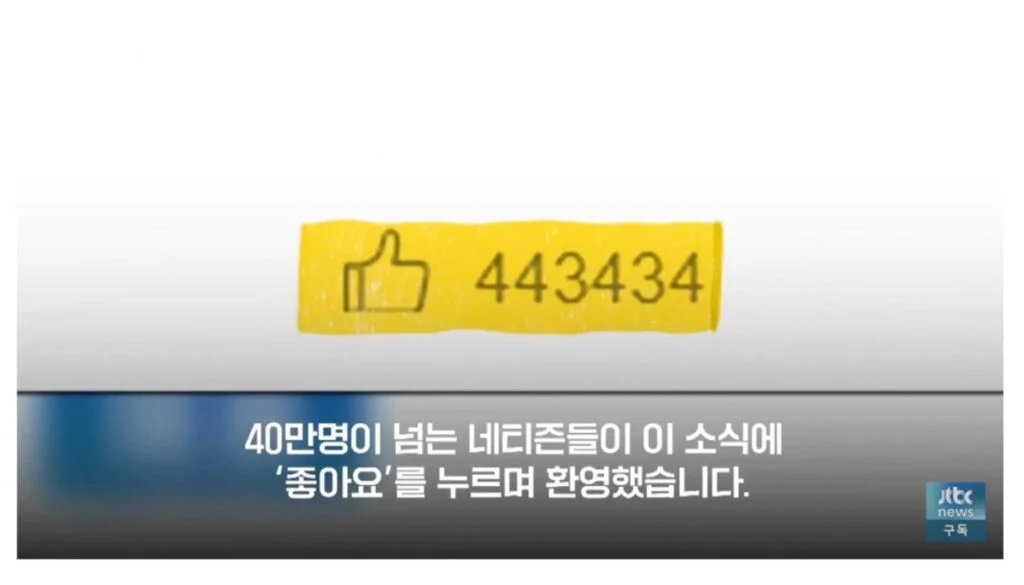 443434
40만명이 넘는 네티즌들이 이 소식에
‘좋아요’를 누르며 환영했습니다.
jtbc
news
구독